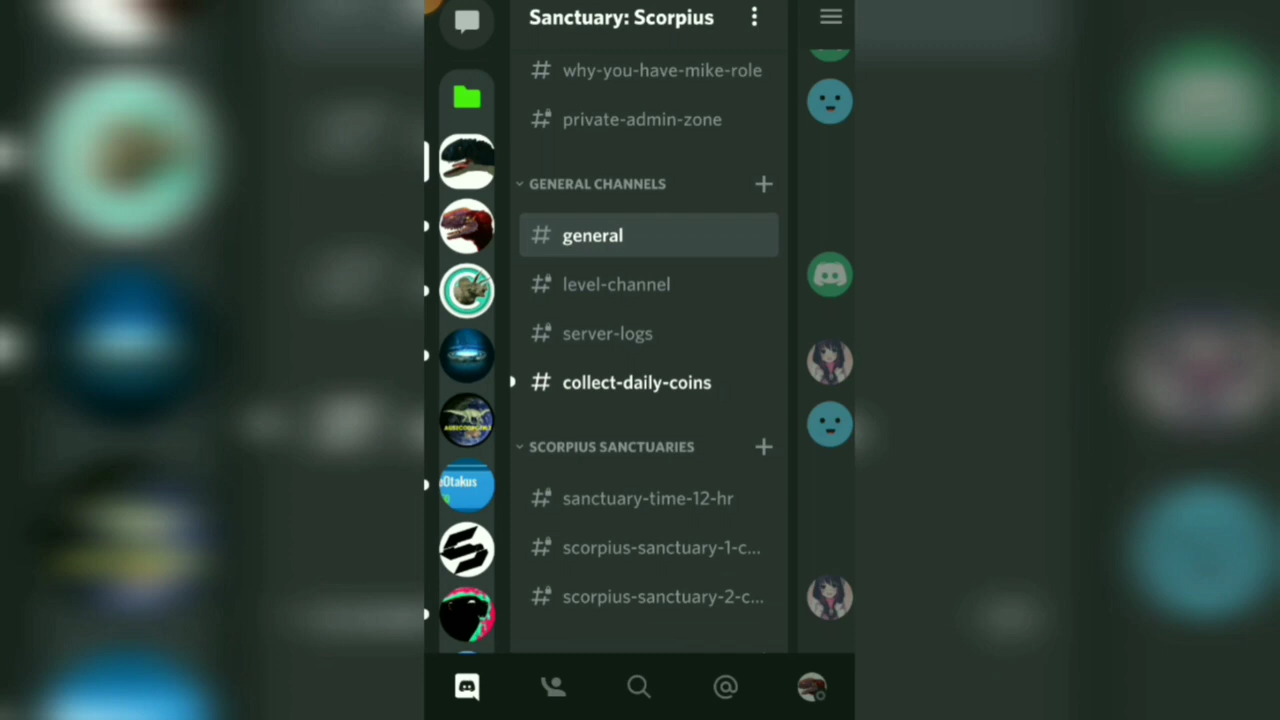 Sanctuary: Scorpius
why-you-have-mike-role
private-admin-zone
GENERAL CHANNELS
general
level-channel
server-logs
collect-daily-coins
SCORPIUS SANCTUARIES
eOtakus
sanctuary-time-12-hr
scorpius-sanctuary-1-c...
scorpius-sanctuary-2-c...